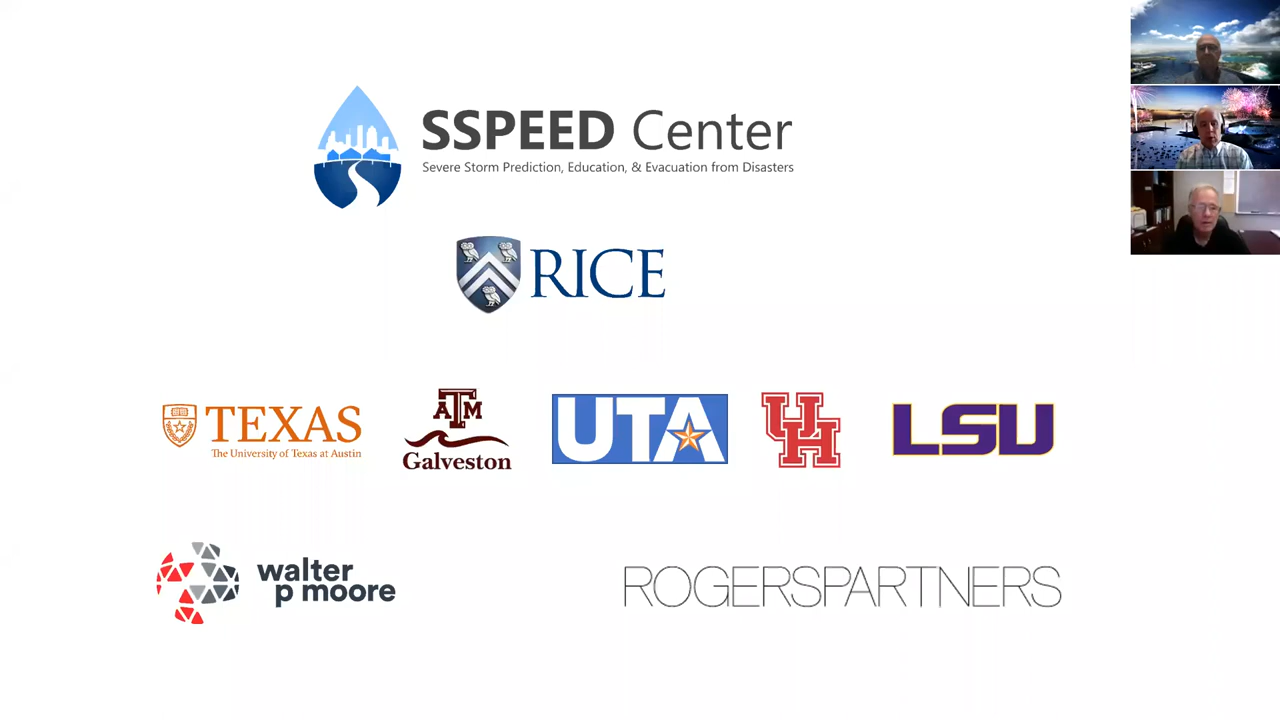 SSPEED Center
Severe Storm Prediction, Education, & Evacuation from Disasters
RICE
TEXAS
The University of Texas at Austin
ATM
Galveston
UTA
UH
LSU
walter
p moore
ROGERSPARTNERS